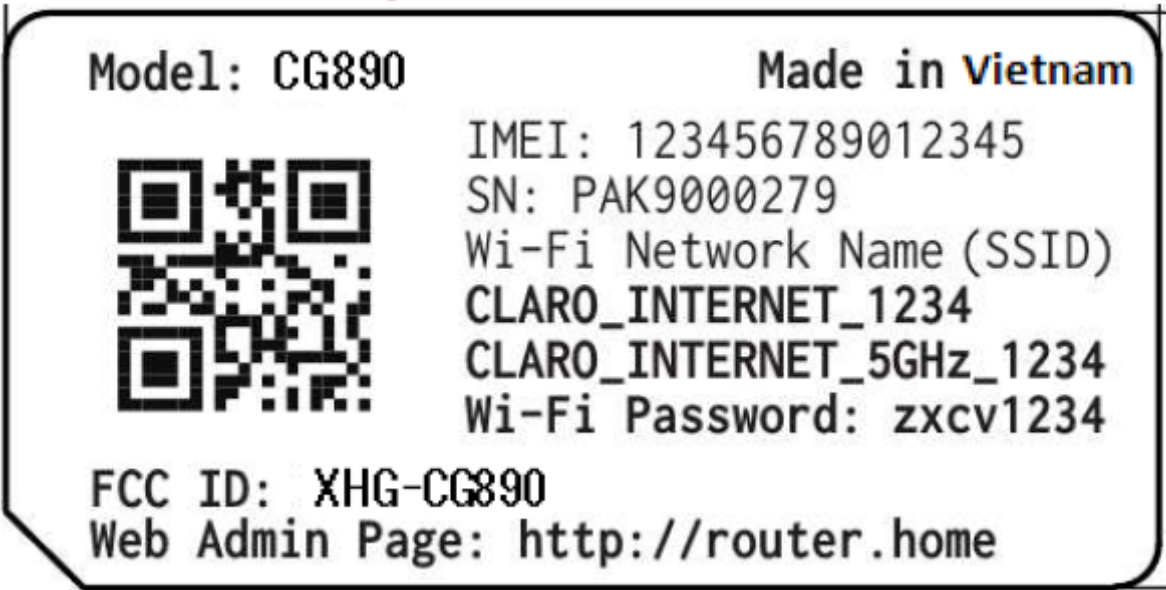 Model: CG890
Made in Vietnam
IMEI: 123456789012345
SN: PAK9000279
Wi-Fi Network Name (SSID)
CLARO_INTERNET_1234
CLARO_INTERNET_5GHz_1234
Wi-Fi Password: zxcv1234
FCC ID: XHG-CG890
Web Admin Page: http://router.home